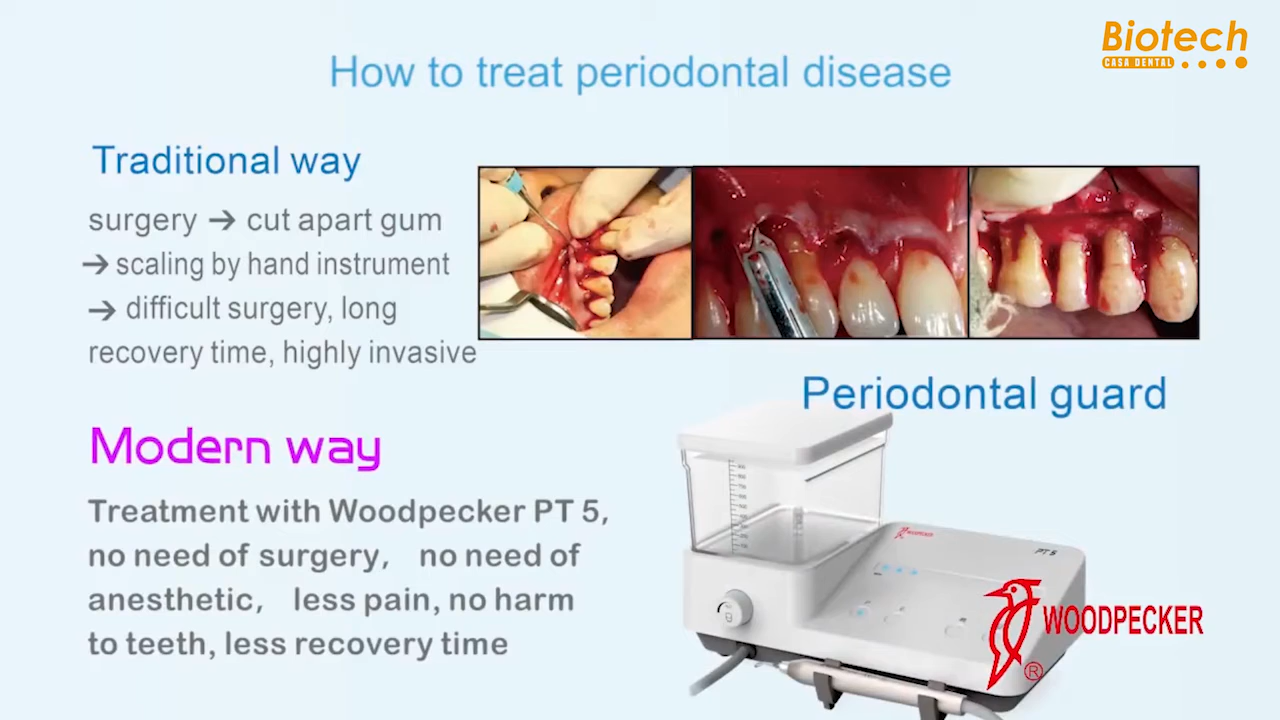 Biotech
CASA DENTAL
How to treat periodontal disease
Traditional way
surgery → cut apart gum
→ scaling by hand instrument
→ difficult surgery, long
recovery time, highly invasive
Periodontal guard
Modern way
Treatment with Woodpecker PT 5,
no need of surgery, no need of
anesthetic, less pain, no harm
to teeth, less recovery time
PT 5
WOODPECKER
®